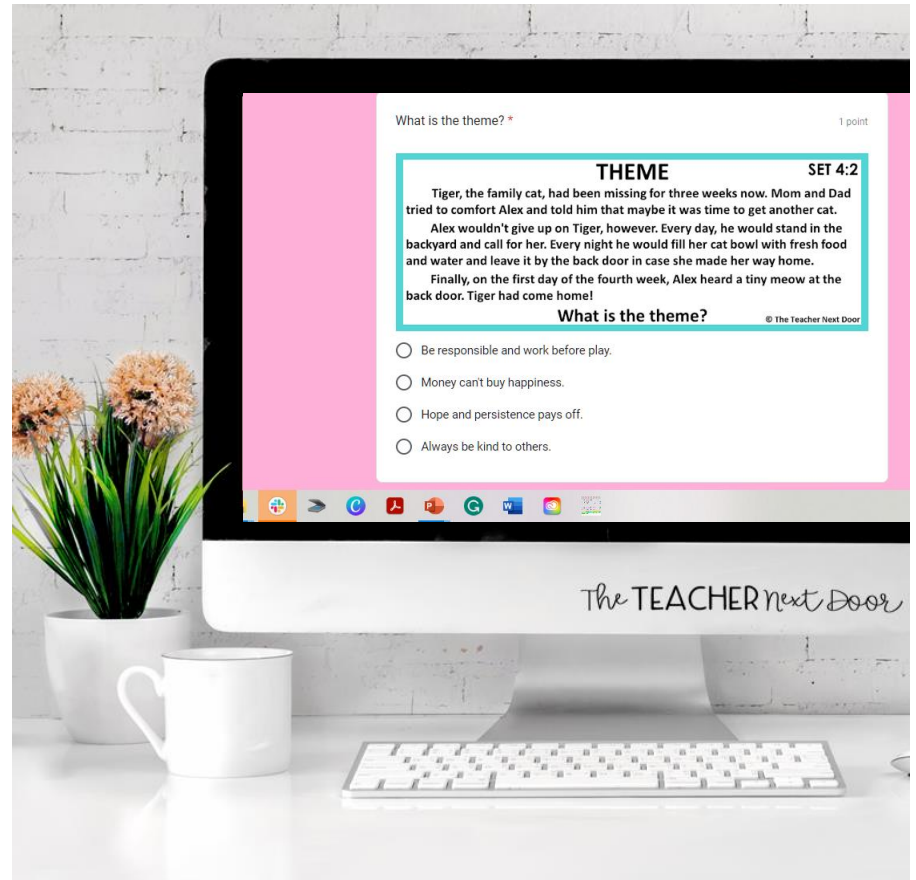 What is the theme? *
1 point
THEME
SET 4:2
Tiger, the family cat, had been missing for three weeks now. Mom and Dad
tried to comfort Alex and told him that maybe it was time to get another cat.
Alex wouldn't give up on Tiger, however. Every day, he would stand in the
backyard and call for her. Every night he would fill her cat bowl with fresh food
and water and leave it by the back door in case she made her way home.
Finally, on the first day of the fourth week, Alex heard a tiny meow at the
back door. Tiger had come home!
What is the theme?
© The Teacher Next Door
Be responsible and work before play.
Money can't buy happiness.
Hope and persistence pays off.
Always be kind to others.
The TEACHER Next Door